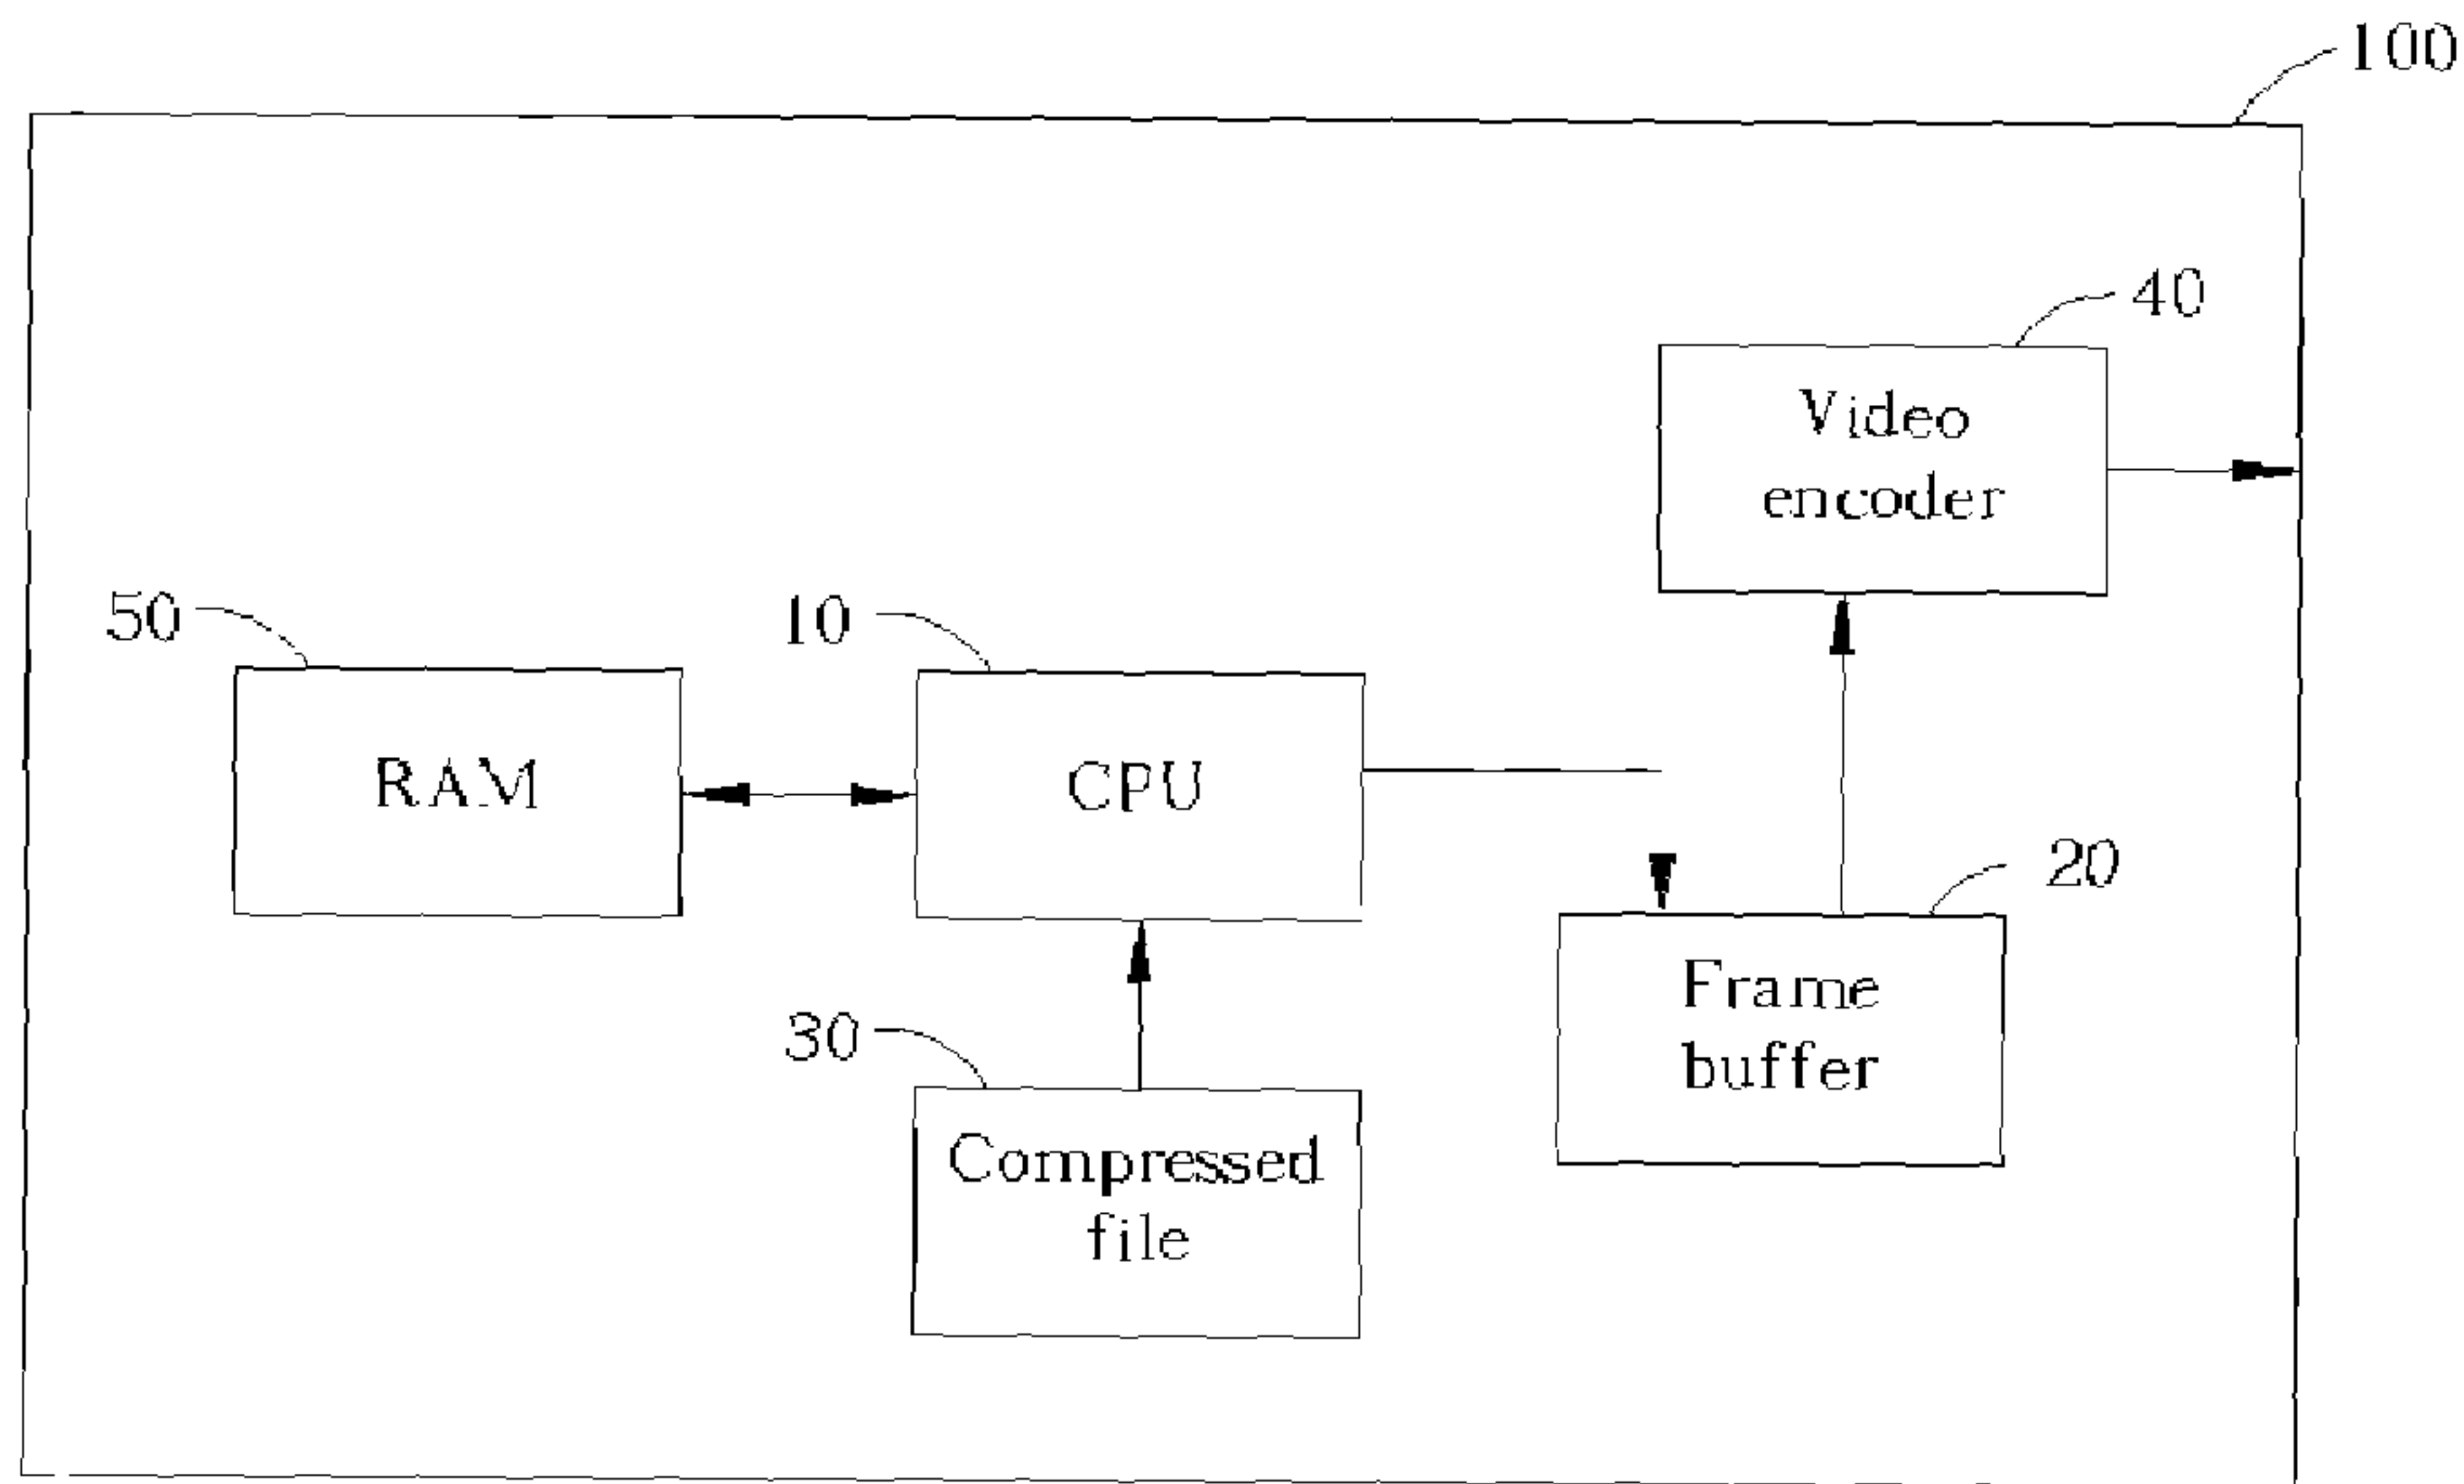 100
40
Video
encoder
50
10
RAM
CPU
20
Frame
buffer
30
Compressed
file